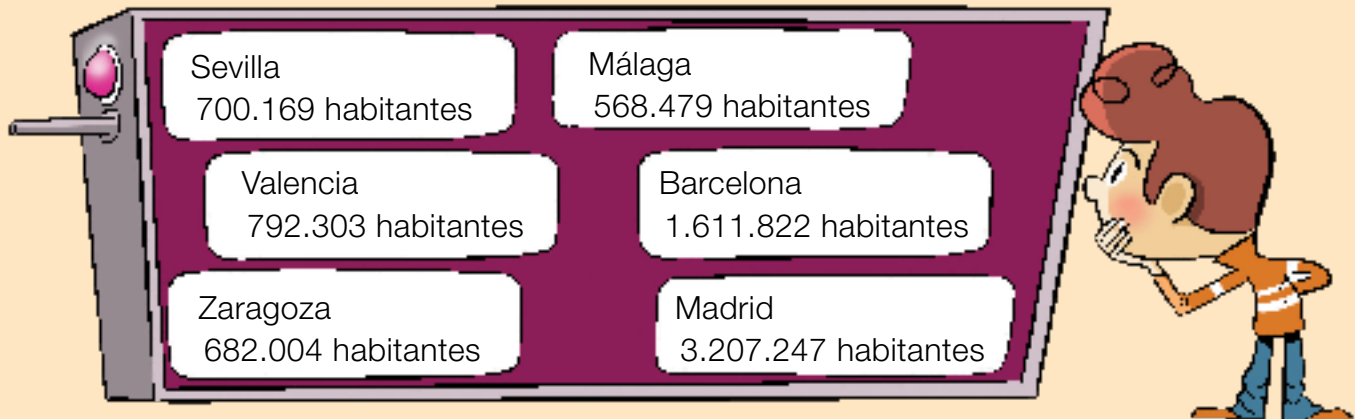 Sevilla
700.169 habitantes
Málaga
568.479 habitantes
Valencia
792.303 habitantes
Barcelona
1.611.822 habitantes
Zaragoza
682.004 habitantes
Madrid
3.207.247 habitantes